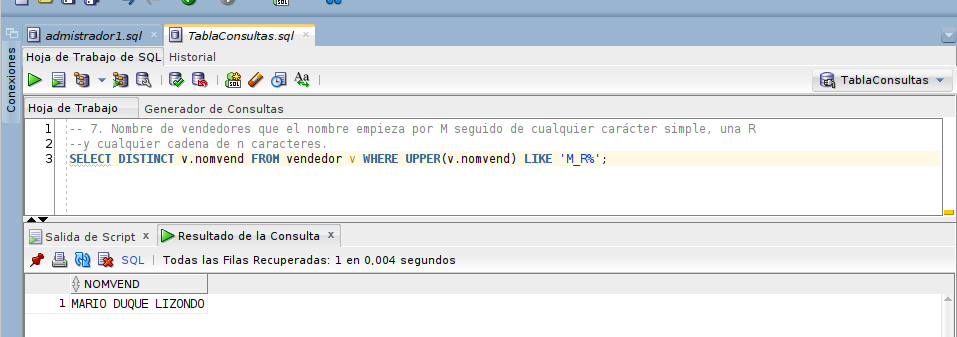 SQL
admistrador1.sql × TablaConsultas.sql ×
Conexiones
Hoja de Trabajo de SQL Historial
SQL Aa TablaConsultas
Hoja de Trabajo Generador de Consultas
1 -- 7. Nombre de vendedores que el nombre empieza por M seguido de cualquier carácter simple, una R
2 --y cualquier cadena de n caracteres.
3 SELECT DISTINCT v.nomvend FROM vendedor v WHERE UPPER(v.nomvend) LIKE 'M_R%';
Salida de Script x Resultado de la Consulta x
SQL | Todas las Filas Recuperadas: 1 en 0,004 segundos
NOMVEND
1 MARIO DUQUE LIZONDO